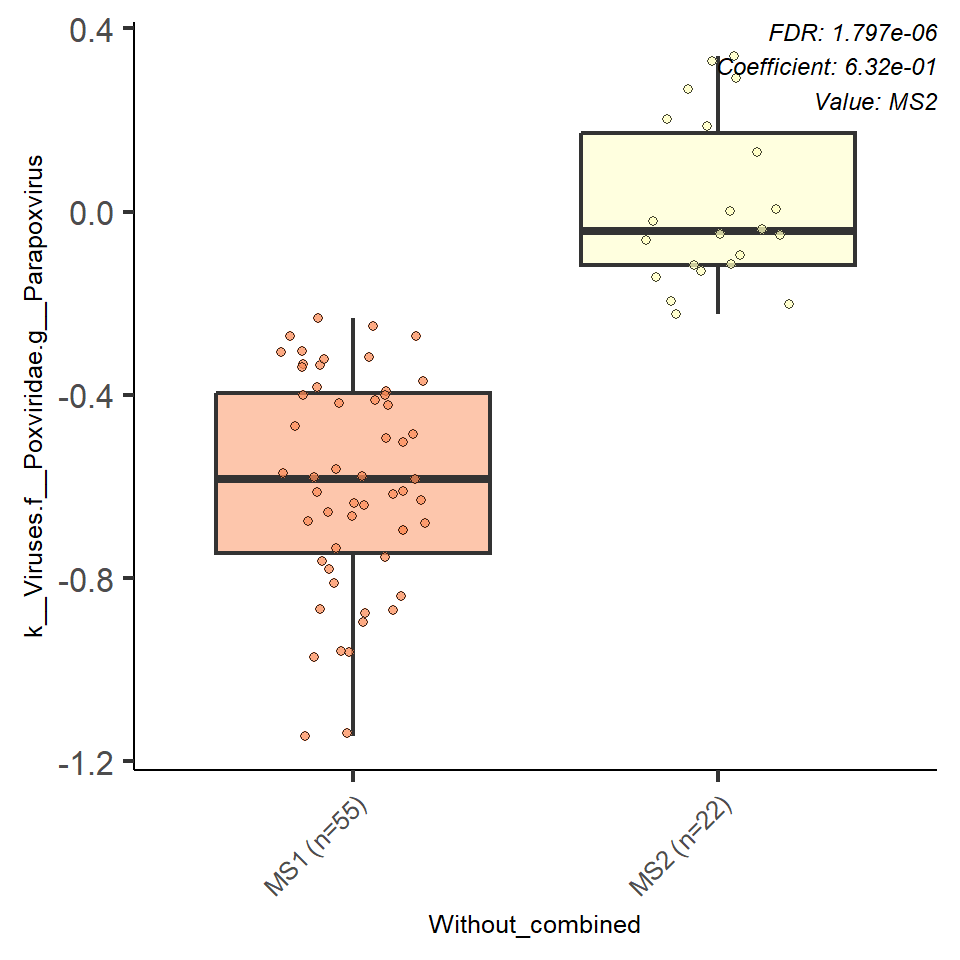 0.4
0.0
-0.4
-0.8
-1.2
k__Viruses.f__Poxviridae.g__Parapoxvirus
FDR: 1.797e-06
Coefficient: 6.32e-01
Value: MS2
MS1 (n=55)
MS2 (n=22)
Without_combined